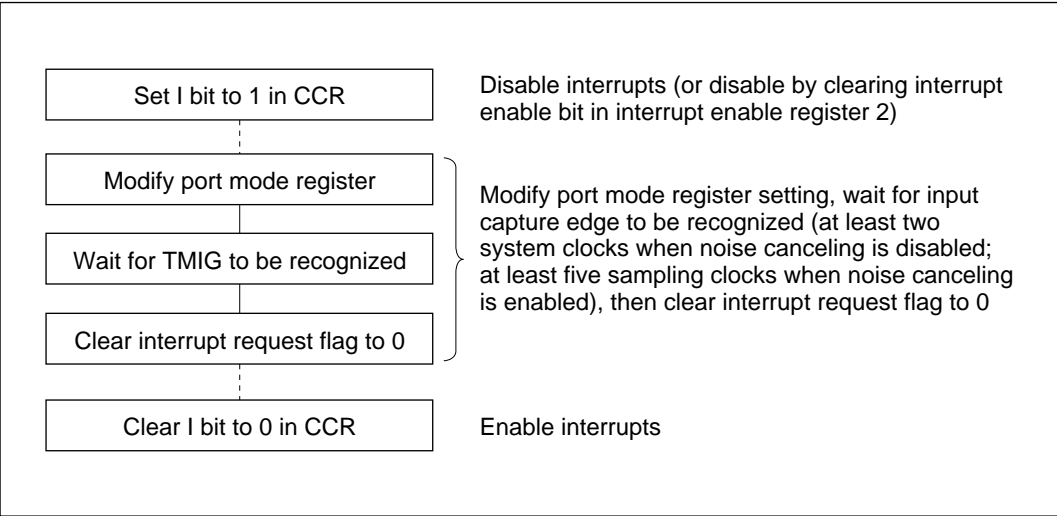 Set I bit to 1 in CCR
Disable interrupts (or disable by clearing interrupt
enable bit in interrupt enable register 2)
Modify port mode register
Wait for TMIG to be recognized
Clear interrupt request flag to 0
Modify port mode register setting, wait for input
capture edge to be recognized (at least two
system clocks when noise canceling is disabled;
at least five sampling clocks when noise canceling
is enabled), then clear interrupt request flag to 0
Clear I bit to 0 in CCR
Enable interrupts